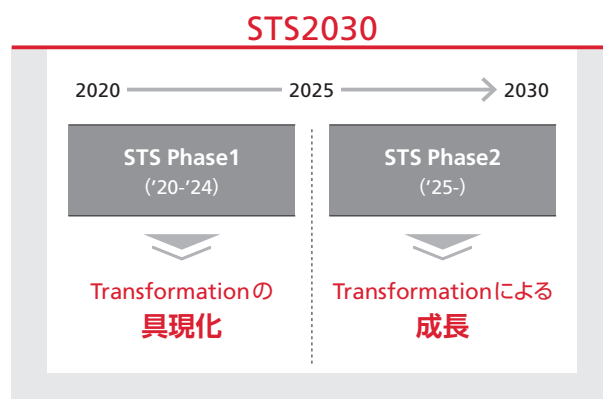 STS2030
2020 2025 2030
STS Phase1
(’20-’24)
STS Phase2
(’25-)
Transformationの
具現化
Transformationによる
成長